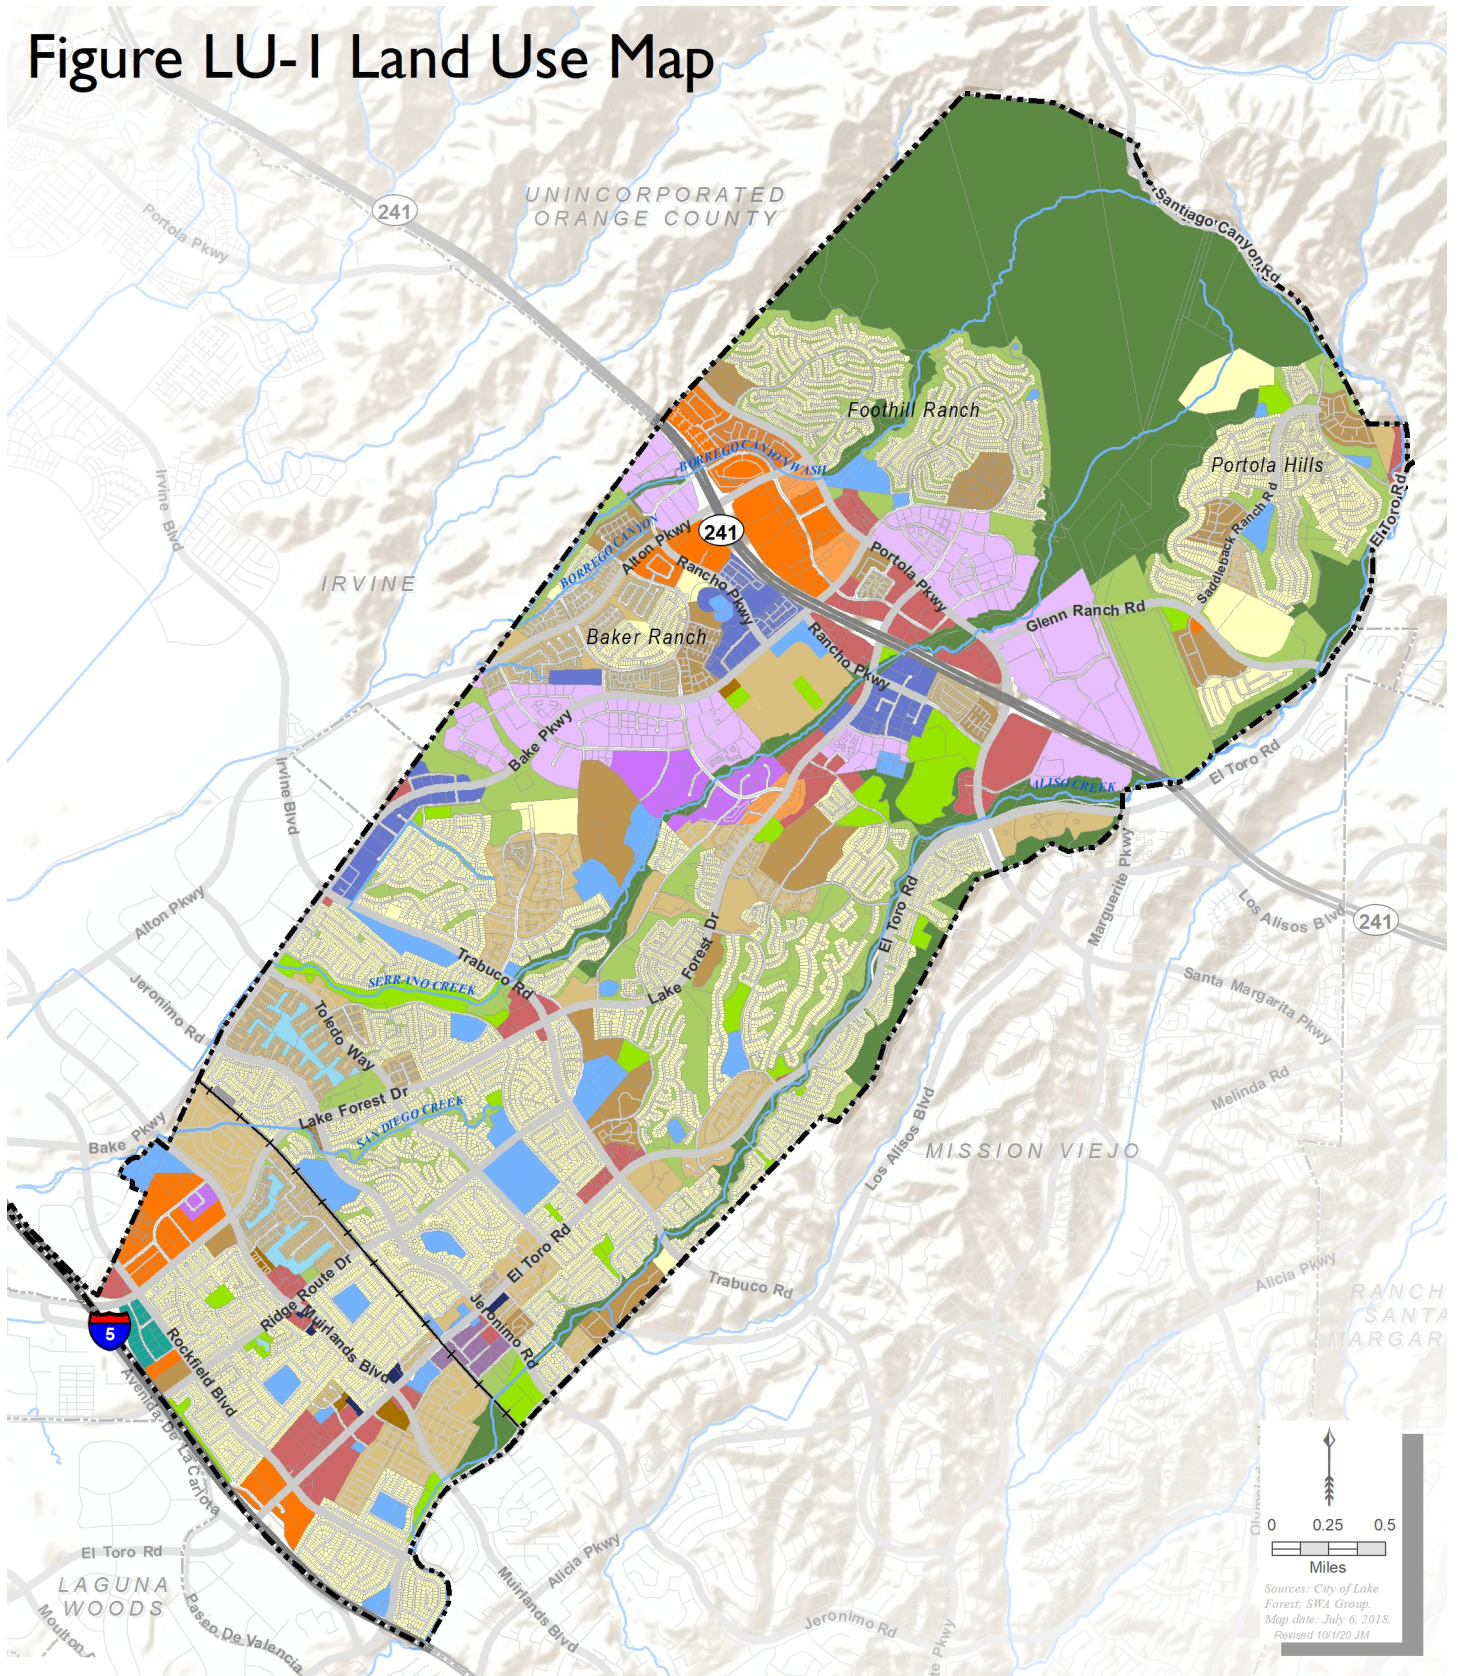 Figure LU-1 Land Use Map
241
UNINCORPORATED
ORANGE COUNTY
Portola Pkwy
Santiago Canyon Rd
Foothill Ranch
Portola Hills
BORREGO CANYON WASH
Irvine Blvd
241
BORREGO CANYON
Alton Pkwy
El Toro Rd
Saddleback Ranch Rd
IRVINE
Rancho Pkwy
Portola Pkwy
Glenn Ranch Rd
Baker Ranch
Rancho Pkwy
Bake Pkwy
El Toro Rd
ALISO CREEK
Irvine Blvd
Marguerite Pkwy
Alton Pkwy
Los Alisos Blvd
241
El Toro Rd
Trabuco Rd
Lake Forest Dr
SERRANO CREEK
Santa Margarita Pkwy
Jeronimo Rd
Toledo Way
Melinda Rd
Lake Forest Dr
SAN DIEGO CREEK
Bake Pkwy
Los Alisos Blvd
MISSION VIEJO
El Toro Rd
Ridge Route Dr
Trabuco Rd
Alicia Pkwy
RANCH
SANTA
MARGAR
Jeronimo Rd
Muirlands Blvd
5
Rockfield Blvd
Avenida De La Carlota
El Toro Rd
LAGUNA
WOODS
Moulton
Paseo De Valencia
Muirlands Blvd
Alicia Pkwy
Jeronimo Rd
te Pkwy
0 0.25 0.5
Miles
Sources: City of Lake
Forest; SWA Group.
Map date: July 6, 2018.
Revised 10/1/20 JM